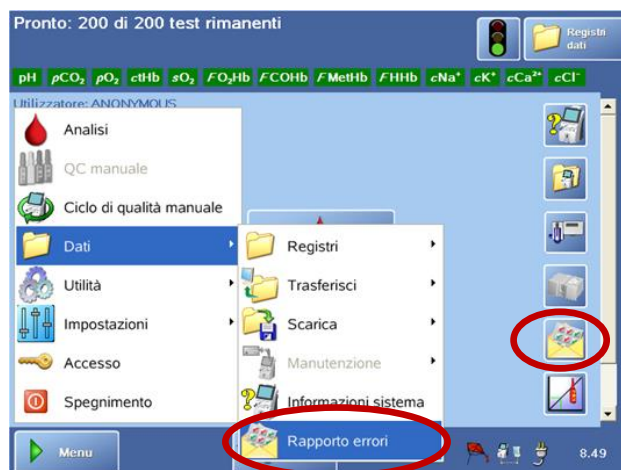 Pronto: 200 di 200 test rimanenti
Registri
dati
pH pCO₂ pO₂ ctHb sO₂ FO₂Hb FCOHb FMetHb FHHb cNa⁺ cK⁺ cCa²⁺ cCl⁻
Utilizzatore: ANONYMOUS
Analisi
QC manuale
Ciclo di qualità manuale
Dati
Utilità
Impostazioni
Accesso
Spegnimento
Registri
Trasferisci
Scarica
Manutenzione
Informazioni sistema
Rapporto errori
Menu
8.49